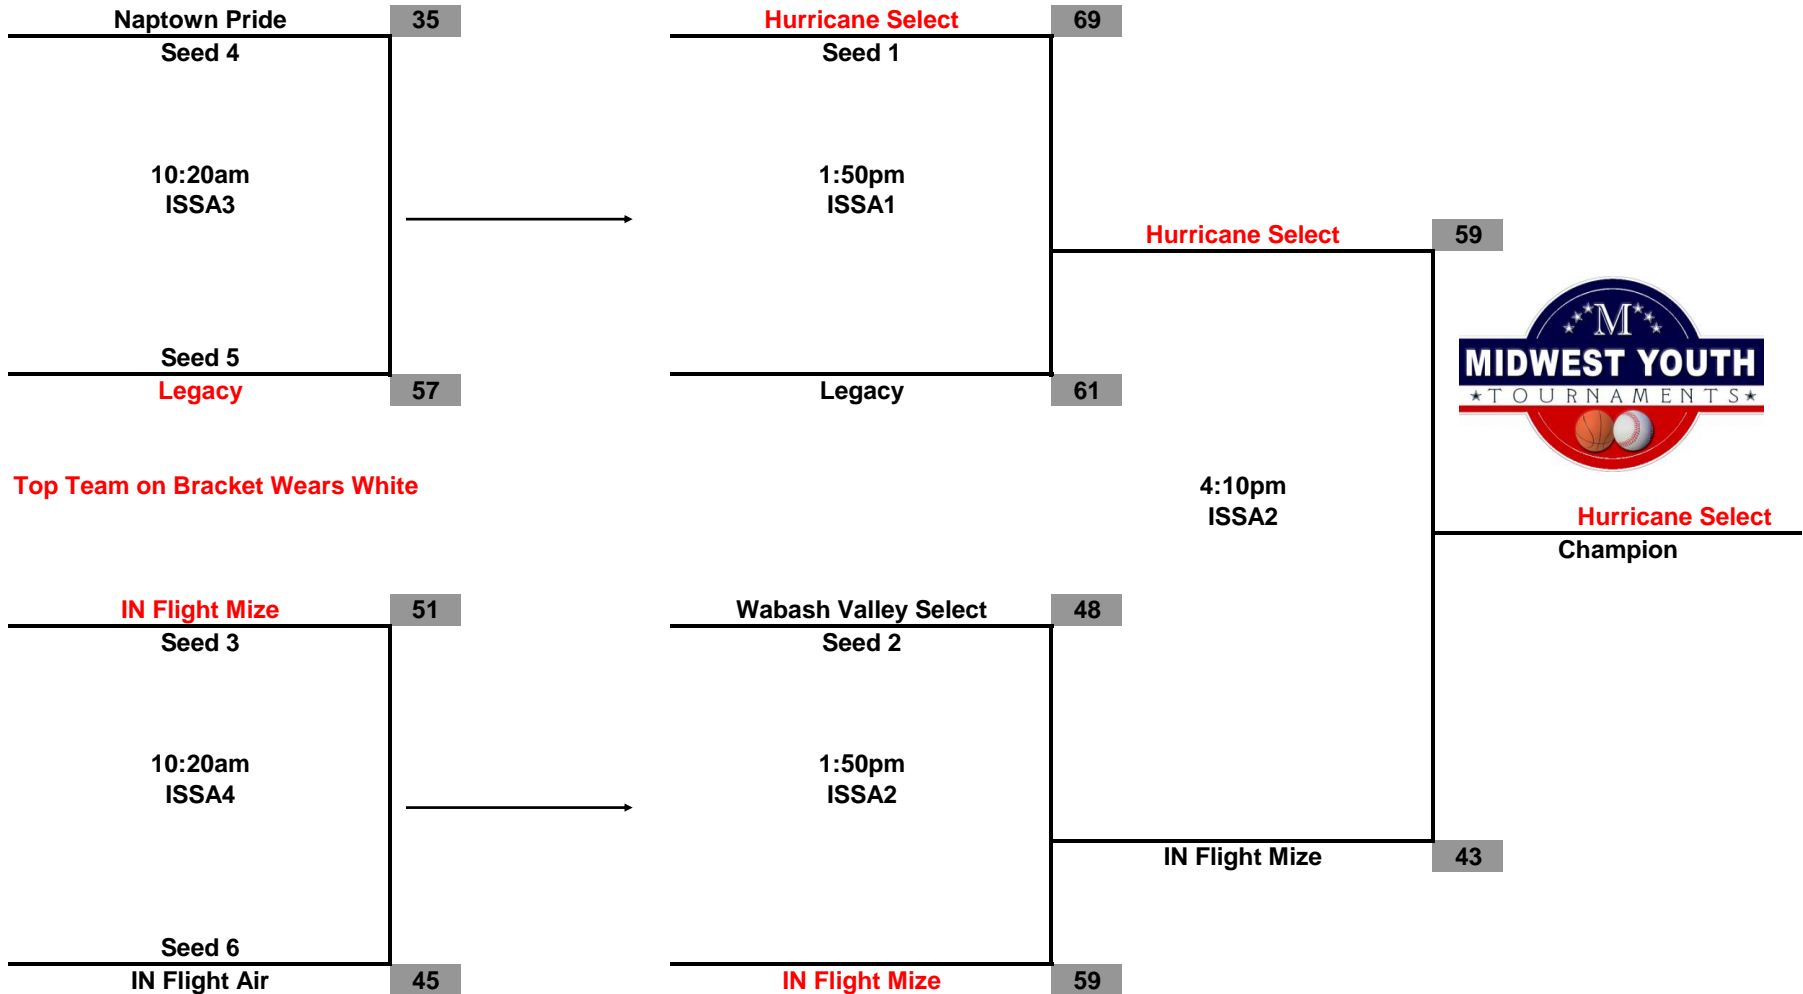 Naptown Pride 35
Seed 4
10:20am
ISSA3
Seed 5
Legacy 57
Hurricane Select 69
Seed 1
1:50pm
ISSA1
Legacy 61
Hurricane Select 59
M
MIDWEST YOUTH
TOURNAMENTS
Top Team on Bracket Wears White
4:10pm
ISSA2
Hurricane Select
Champion
IN Flight Mize 51
Seed 3
10:20am
ISSA4
Seed 6
IN Flight Air 45
Wabash Valley Select 48
Seed 2
1:50pm
ISSA2
IN Flight Mize 59
IN Flight Mize 43